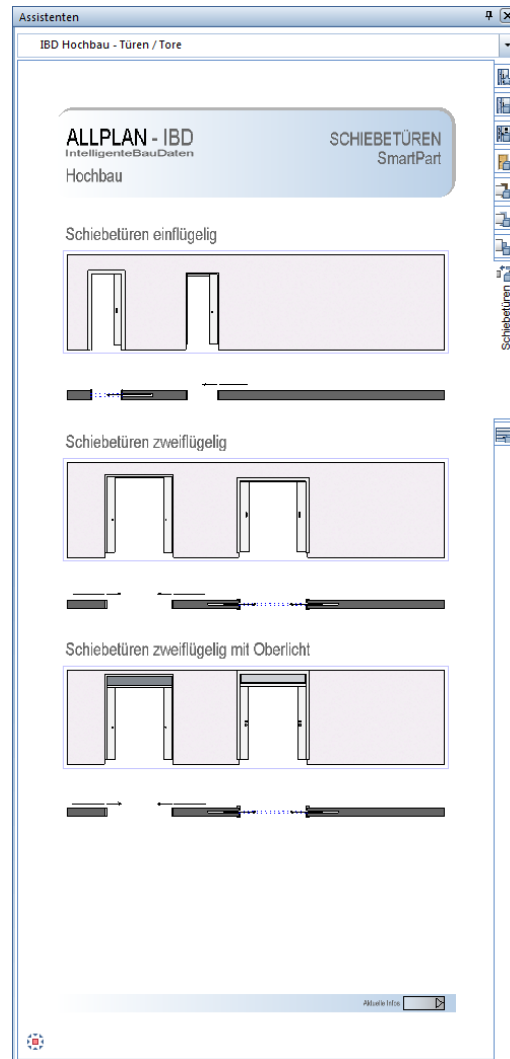 Assistenten
IBD Hochbau - Türen / Tore
ALLPLAN - IBD
IntelligenteBauDaten
Hochbau
SCHIEBETÜREN
SmartPart
Schiebetüren einflügelig
Schiebetüren
Schiebetüren zweiflügelig
Schiebetüren zweiflügelig mit Oberlicht
Aktuelle Infos